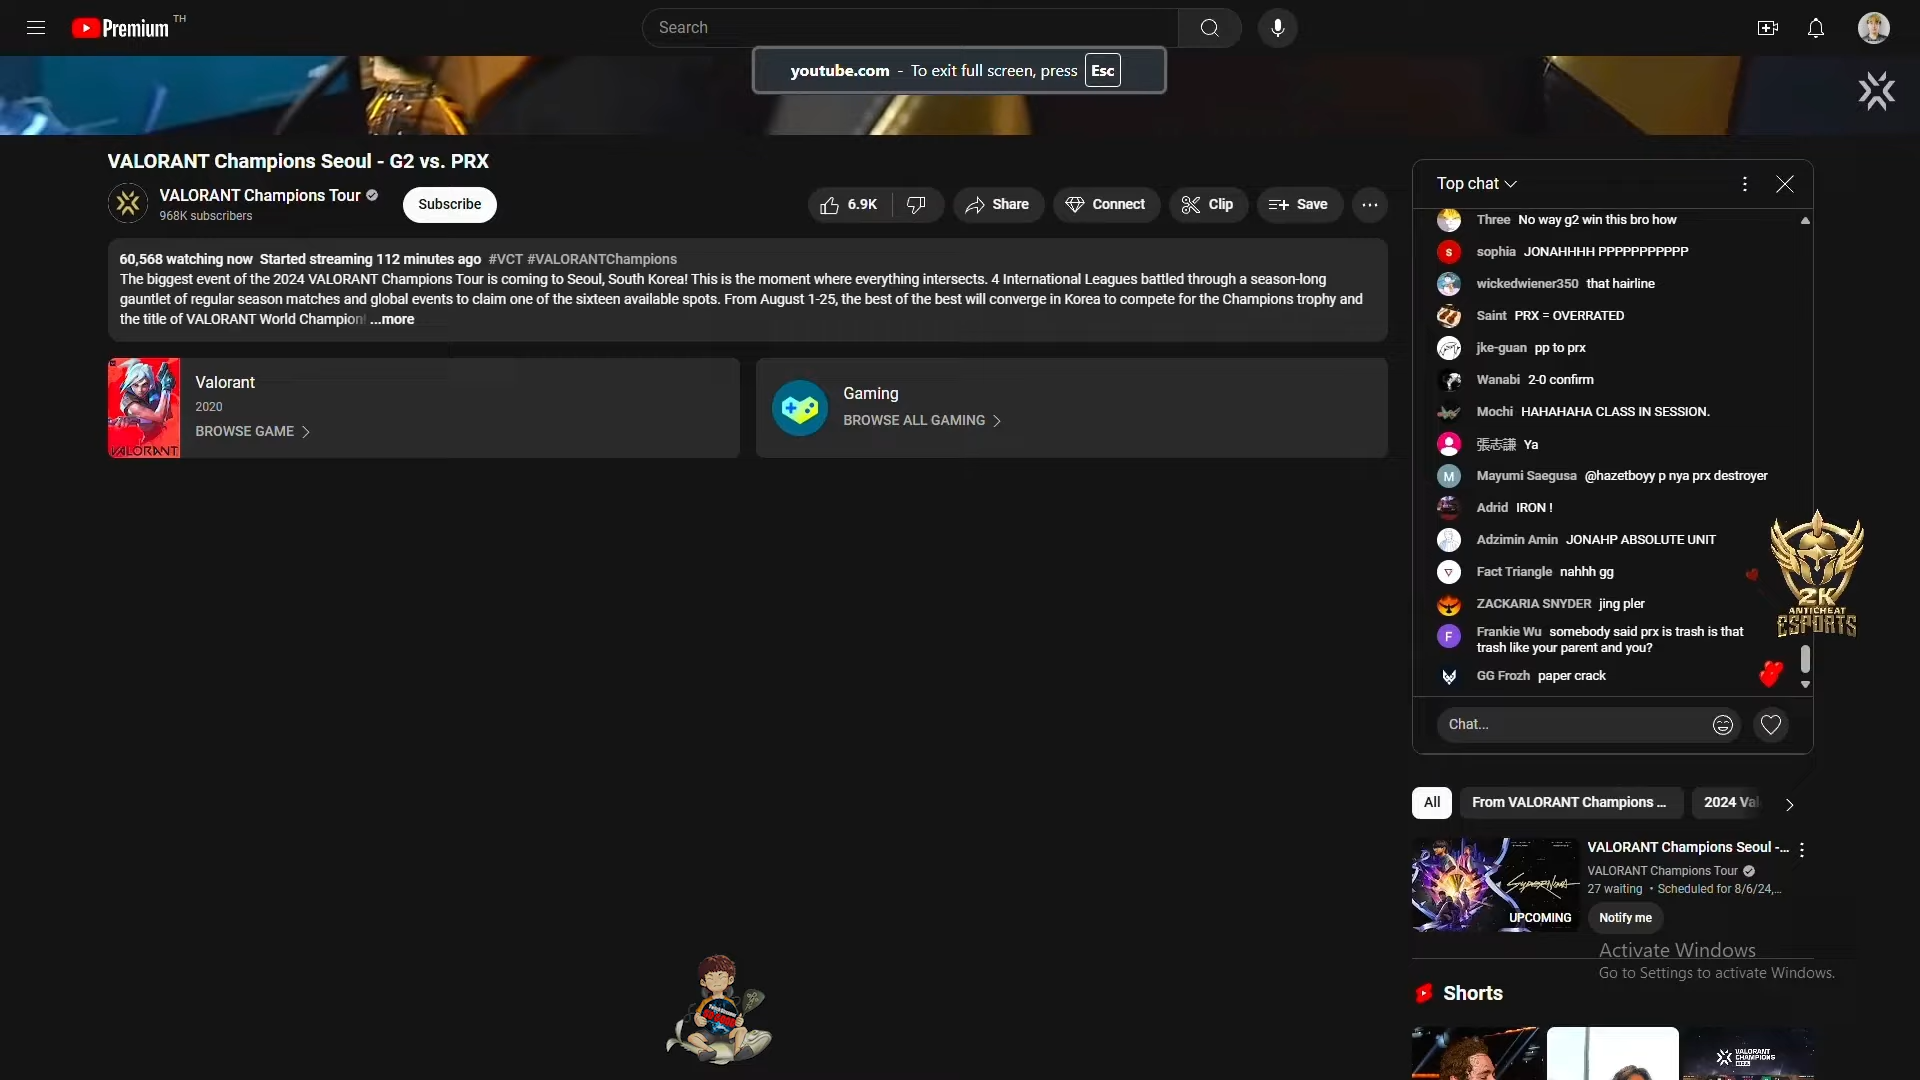 Premium TH
Search
youtube.com - To exit full screen, press Esc
VALORANT Champions Seoul - G2 vs. PRX
VALORANT Champions Tour
968K subscribers
Subscribe
6.9K
Share
Connect
Clip
Save
60,568 watching now Started streaming 112 minutes ago #VCT #VALORANTChampions
The biggest event of the 2024 VALORANT Champions Tour is coming to Seoul, South Korea! This is the moment where everything intersects. 4 International Leagues battled through a season-long
gauntlet of regular season matches and global events to claim one of the sixteen available spots. From August 1-25, the best of the best will converge in Korea to compete for the Champions trophy and
the title of VALORANT World Champion! ...more
VALORANT
Valorant
2020
BROWSE GAME
Gaming
BROWSE ALL GAMING
Top chat
Three No way g2 win this bro how
S
sophia JONAHHHH PPPPPPPPPPP
wickedwiener350 that hairline
Saint PRX = OVERRATED
jke-guan pp to prx
Wanabi 2-0 confirm
Mochi HAHAHAHA CLASS IN SESSION.
張志謙 Ya
M
Mayumi Saegusa @hazetboyy p nya prx destroyer
Adrid IRON !
Adzimin Amin JONAHP ABSOLUTE UNIT
Fact Triangle nahhh gg
ZACKARIA SNYDER jing pler
F
Frankie Wu somebody said prx is trash is that
trash like your parent and you?
GG Frozh paper crack
Chat...
2K
ANTICHEAT
ESPORTS
All
From VALORANT Champions ...
2024 Val
VALORANT Champions Seoul -...
VALORANT Champions Tour
27 waiting • Scheduled for 8/6/24,...
SUPERNOVA
UPCOMING
Notify me
Activate Windows
Go to Settings to activate Windows.
Shorts
VALORANT
CHAMPIONS